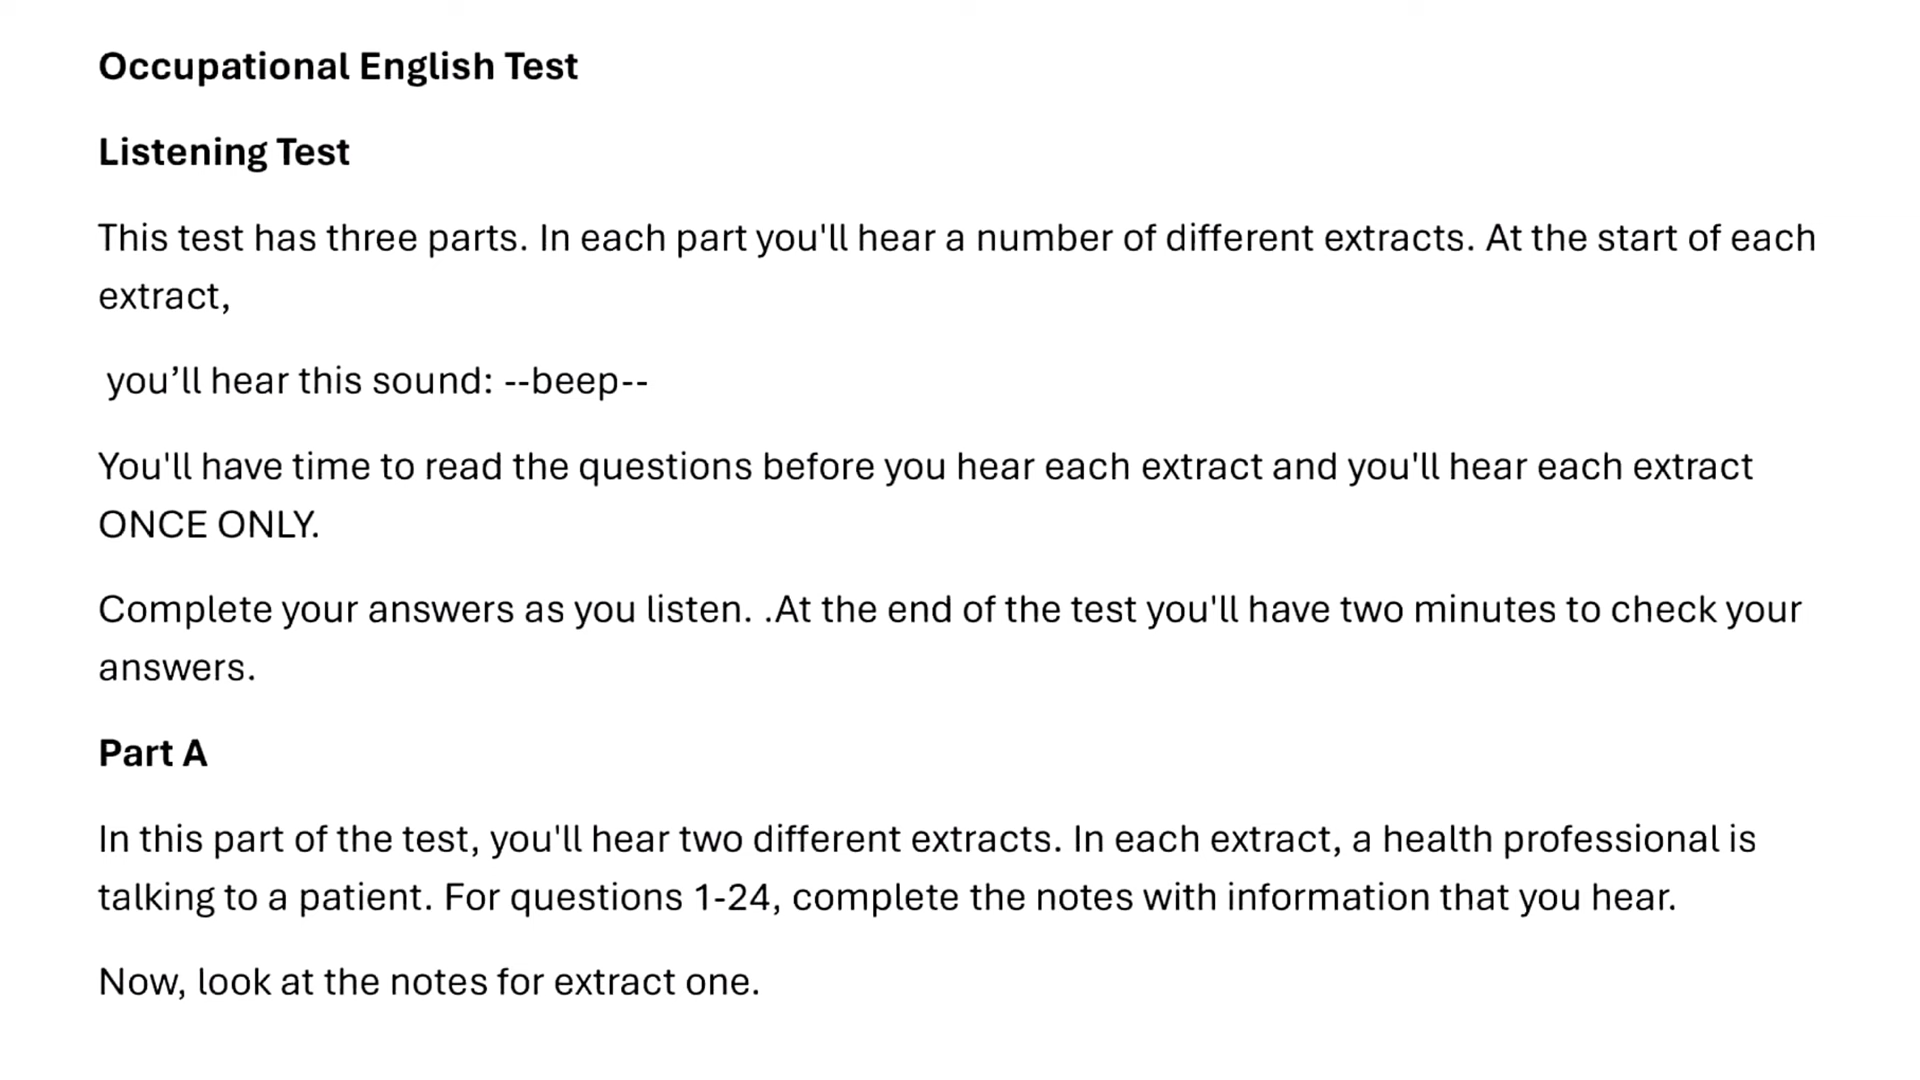 Occupational English Test
Listening Test
This test has three parts. In each part you'll hear a number of different extracts. At the start of each
extract,
you’ll hear this sound: --beep--
You'll have time to read the questions before you hear each extract and you'll hear each extract
ONCE ONLY.
Complete your answers as you listen. .At the end of the test you'll have two minutes to check your
answers.
Part A
In this part of the test, you'll hear two different extracts. In each extract, a health professional is
talking to a patient. For questions 1-24, complete the notes with information that you hear.
Now, look at the notes for extract one.